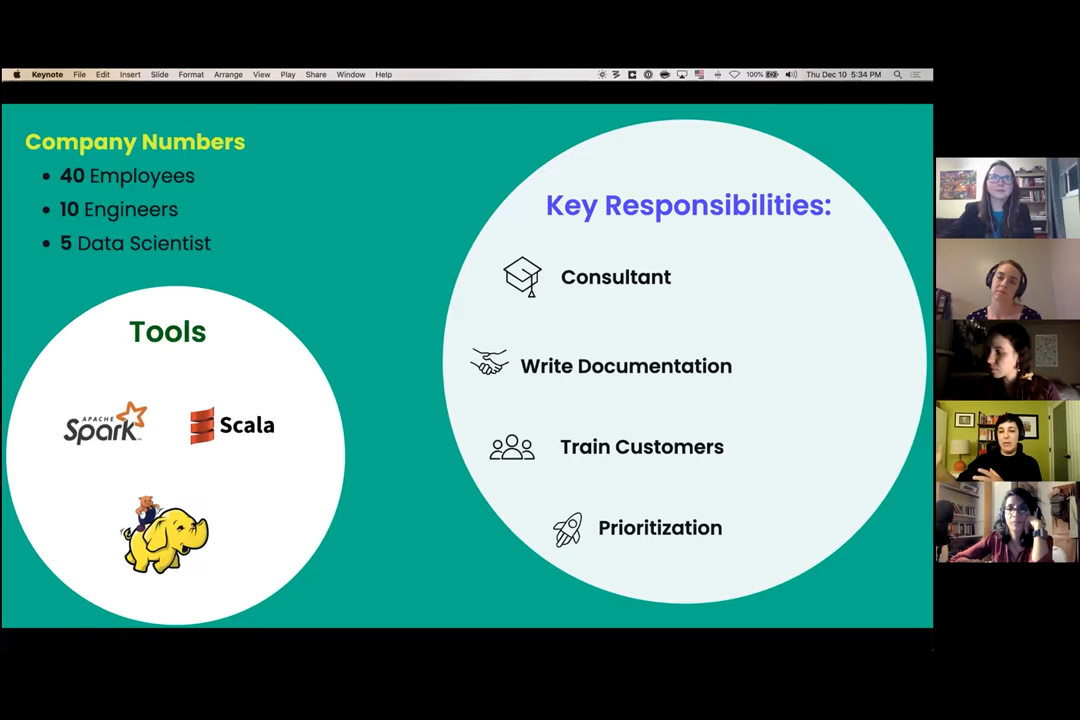 Keynote File Edit Insert Slide Format Arrange View Play Share Window Help 100% Thu Dec 10 5:34 PM
Company Numbers
• 40 Employees
• 10 Engineers
• 5 Data Scientist
Tools
APACHE
Spark
Scala
Key Responsibilities:
Consultant
Write Documentation
Train Customers
Prioritization